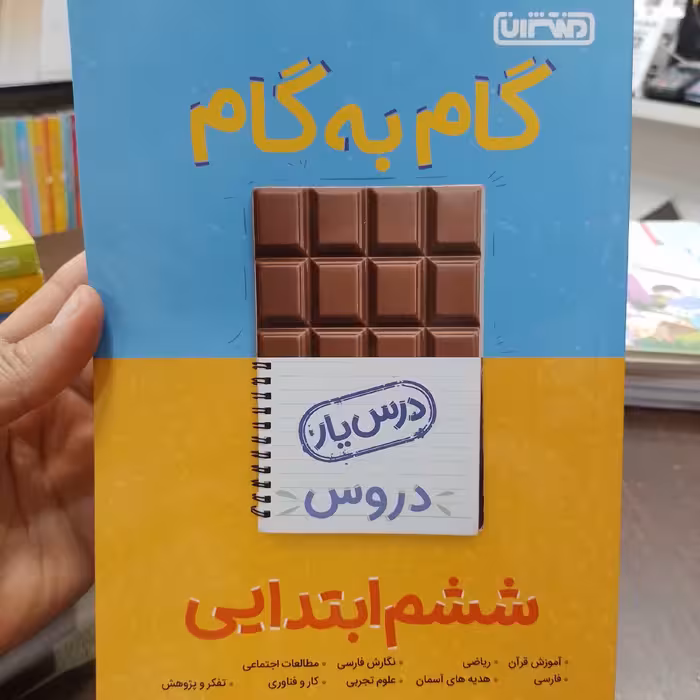 منتشران
گام به گام
درس‌یار
دروس
ششم ابتدایی
• آموزش قرآن • ریاضی • نگارش فارسی • مطالعات اجتماعی
• فارسی • هدیه های آسمان • علوم تجربی • کار و فناوری • تفکر و پژوهش